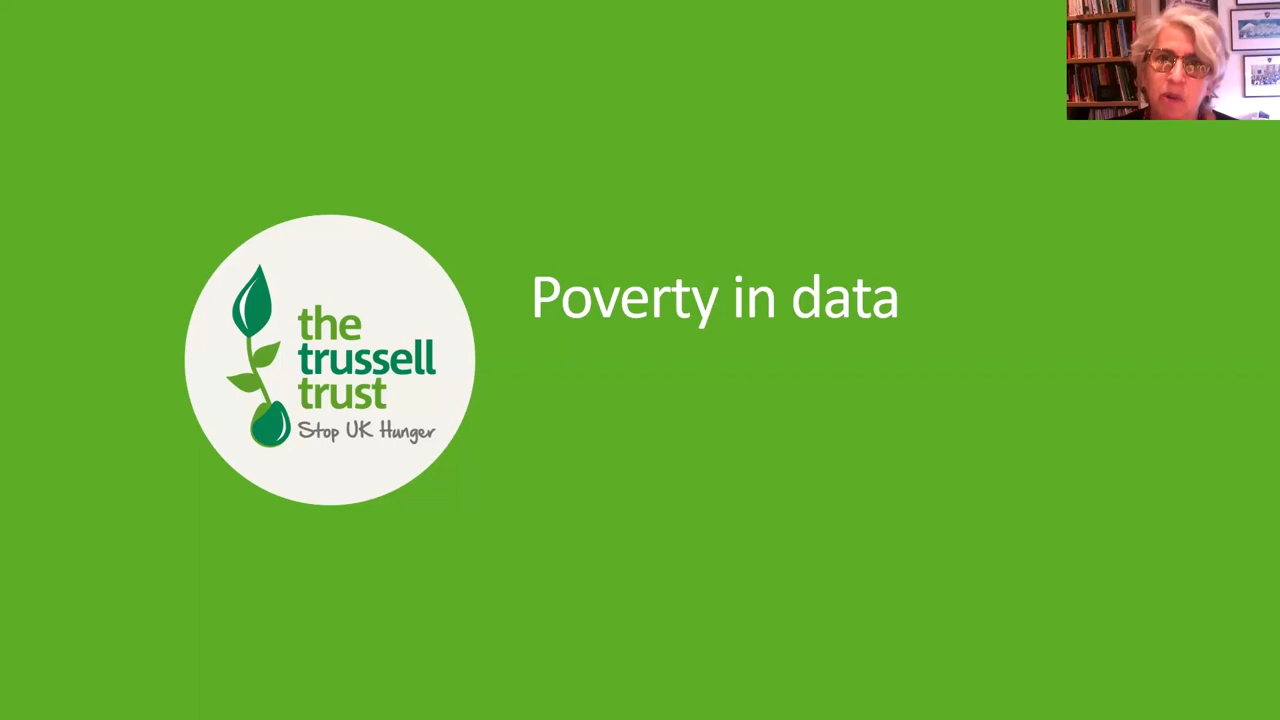 the
trussell
trust
Stop UK Hunger
Poverty in data